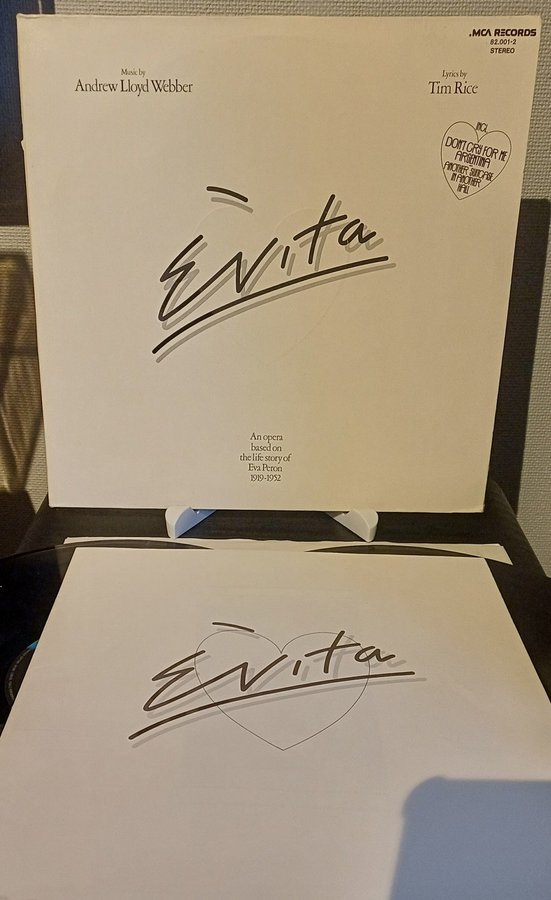 .MCA RECORDS
82.001-2
STEREO
Music by
Andrew Lloyd Webber
Lyrics by
Tim Rice
INCL.
DON'T CRY FOR ME
ARGENTINA
ANOTHER SUITCASE
IN ANOTHER
HALL
Evita
An opera
based on
the life story of
Eva Peron
1919-1952
Evita